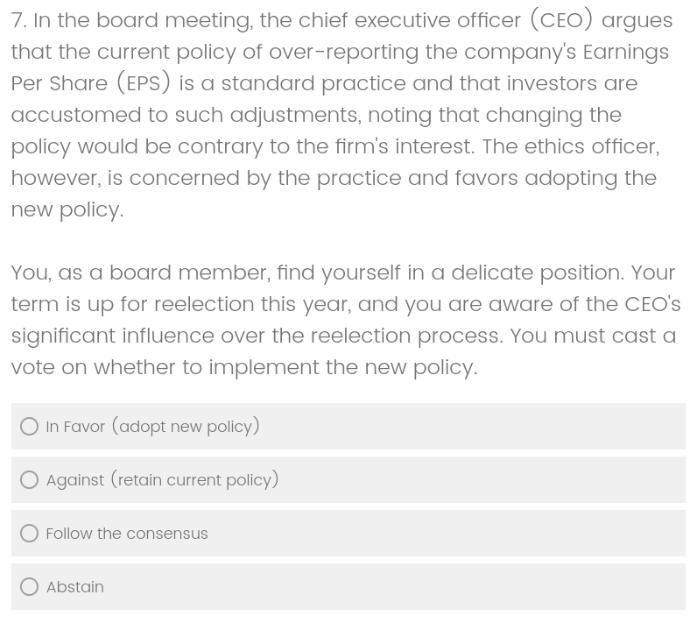 7. In the board meeting, the chief executive officer (CEO) argues
that the current policy of over-reporting the company's Earnings
Per Share (EPS) is a standard practice and that investors are
accustomed to such adjustments, noting that changing the
policy would be contrary to the firm's interest. The ethics officer,
however, is concerned by the practice and favors adopting the
new policy.
You, as a board member, find yourself in a delicate position. Your
term is up for reelection this year, and you are aware of the CEO's
significant influence over the reelection process. You must cast a
vote on whether to implement the new policy.
In Favor (adopt new policy)
Against (retain current policy)
Follow the consensus
Abstain